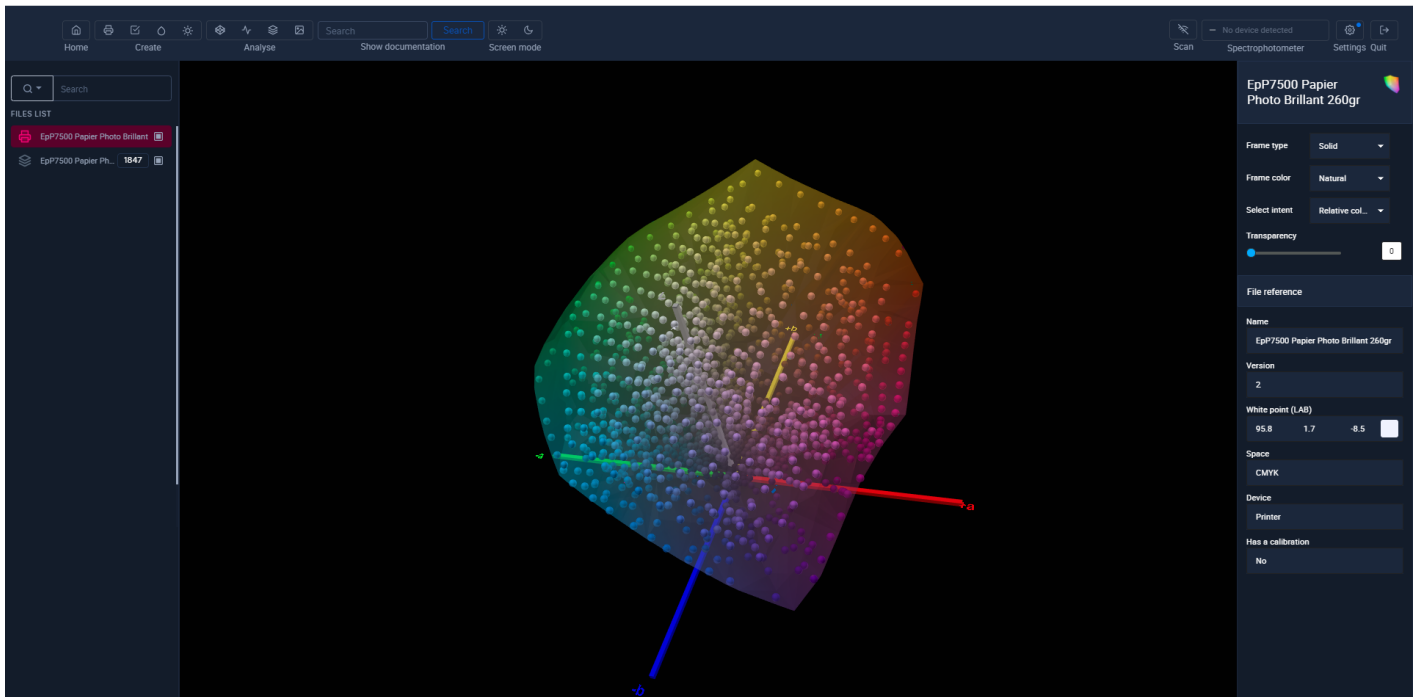 Search
Search
No device detected
Home
Create
Analyse
Show documentation
Screen mode
Scan
Spectrophotometer
Settings
Quit
Search
FILES LIST
EpP7500 Papier Photo Brillant
EpP7500 Papier Ph...
1847
+b
-a
+a
-b
EpP7500 Papier
Photo Brillant 260gr
Frame type
Solid
Frame color
Natural
Select intent
Relative col...
Transparency
0
File reference
Name
EpP7500 Papier Photo Brillant 260gr
Version
2
White point (LAB)
95.8
1.7
-8.5
Space
CMYK
Device
Printer
Has a calibration
No